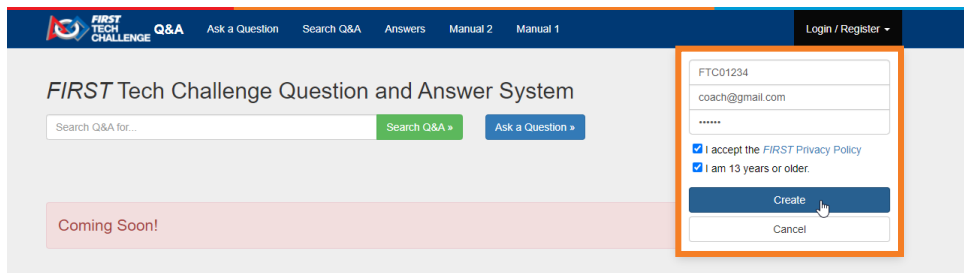 FIRST
TECH
CHALLENGE
Q&A Ask a Question Search Q&A Answers Manual 2 Manual 1 Login / Register
FTC01234
coach@gmail.com
••••••
I accept the FIRST Privacy Policy
I am 13 years or older.
Create
Cancel
FIRST Tech Challenge Question and Answer System
Search Q&A for...
Search Q&A »
Ask a Question »
Coming Soon!